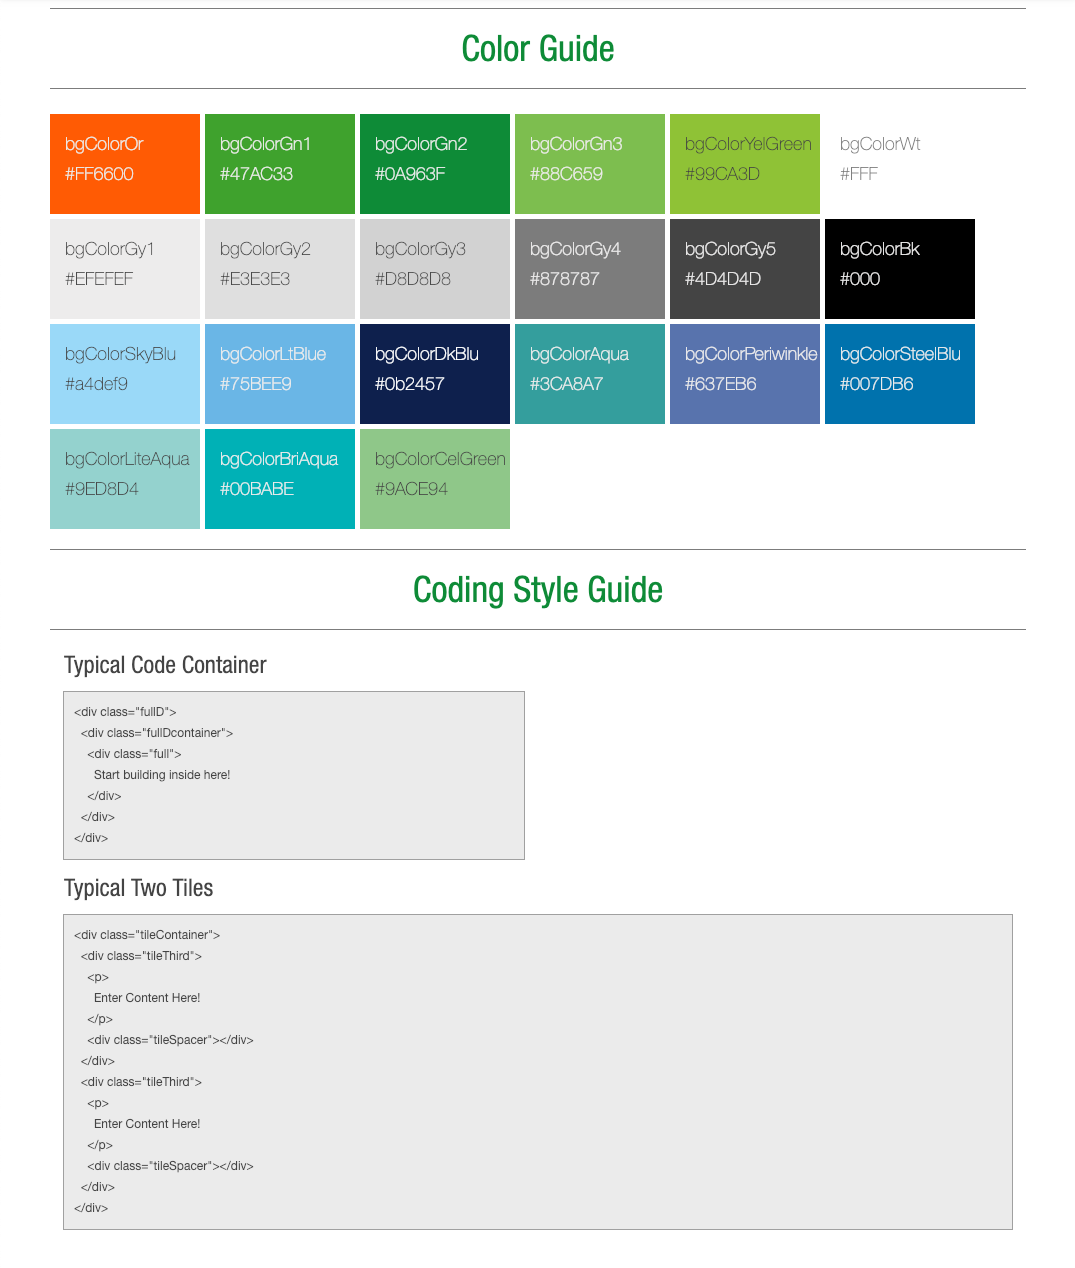 Color Guide
bgColorOr
#FF6600
bgColorGn1
#47AC33
bgColorGn2
#0A963F
bgColorGn3
#88C659
bgColorYelGreen
#99CA3D
bgColorWt
#FFF
bgColorGy1
#EFEFEF
bgColorGy2
#E3E3E3
bgColorGy3
#D8D8D8
bgColorGy4
#878787
bgColorGy5
#4D4D4D
bgColorBk
#000
bgColorSkyBlu
#a4def9
bgColorLtBlue
#75BEE9
bgColorDkBlu
#0b2457
bgColorAqua
#3CA8A7
bgColorPeriwinkle
#637EB6
bgColorSteelBlu
#007DB6
bgColorLiteAqua
#9ED8D4
bgColorBriAqua
#00BABE
bgColorCelGreen
#9ACE94
Coding Style Guide
Typical Code Container
<div class="fullD">
<div class="fullDcontainer">
<div class="full">
Start building inside here!
</div>
</div>
</div>
Typical Two Tiles
<div class="tileContainer">
<div class="tileThird">
<p>
Enter Content Here!
</p>
<div class="tileSpacer"></div>
</div>
<div class="tileThird">
<p>
Enter Content Here!
</p>
<div class="tileSpacer"></div>
</div>
</div>